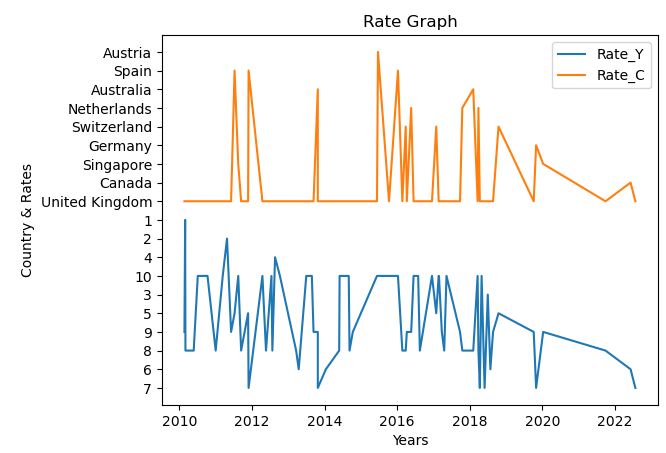 Rate Graph
Rate_Y
Rate_C
Austria
Spain
Australia
Netherlands
Switzerland
Germany
Singapore
Canada
United Kingdom
1
2
4
10
3
5
9
8
6
7
Country & Rates
2010 2012 2014 2016 2018 2020 2022
Years